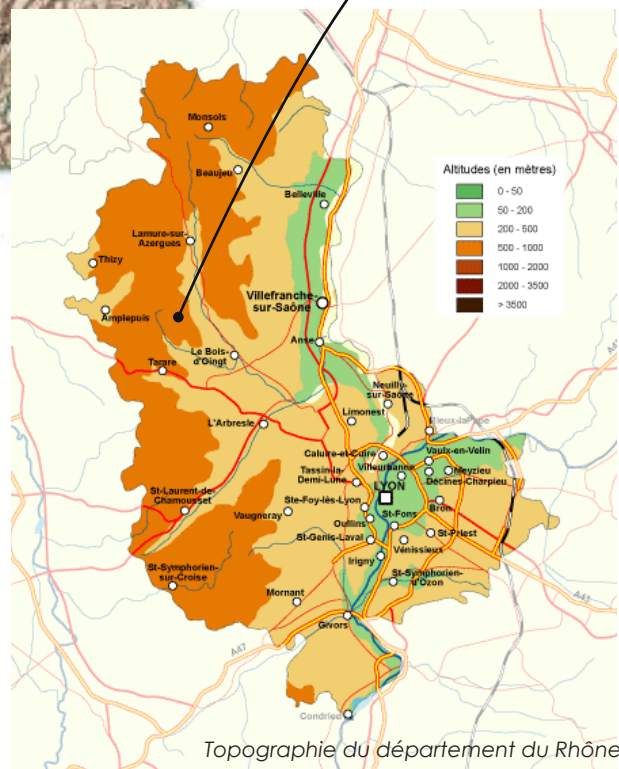 Monsols
Beaujeu
Belleville
Lamure-sur-
Azergues
Thizy
Villefranche-
sur-Saône
Amplepuis
Anse
Le Bois-
d'Oingt
Tarare
Neuilly-
sur-Saône
Limonest
L'Arbresle
Rieux-la-Pape
Caluire-et-Cuire
Vaulx-en-Velin
Tassin-la-
Demi-Lune
Villeurbanne
Meyzieu
Décines-Charpieu
LYON
St-Laurent-de-
Chamousset
Ste-Foy-lès-Lyon
Bron
Vaugneray
St-Fons
Oullins
St-Priest
St-Genis-Laval
Vénissieux
Irigny
St-Symphorien-
sur-Croise
St-Symphorien-
d'Ozon
Mornant
Givors
A47
Condrieu
Altitudes (en mètres)
0 - 50
50 - 200
200 - 500
500 - 1000
1000 - 2000
2000 - 3500
> 3500
Topographie du département du Rhône